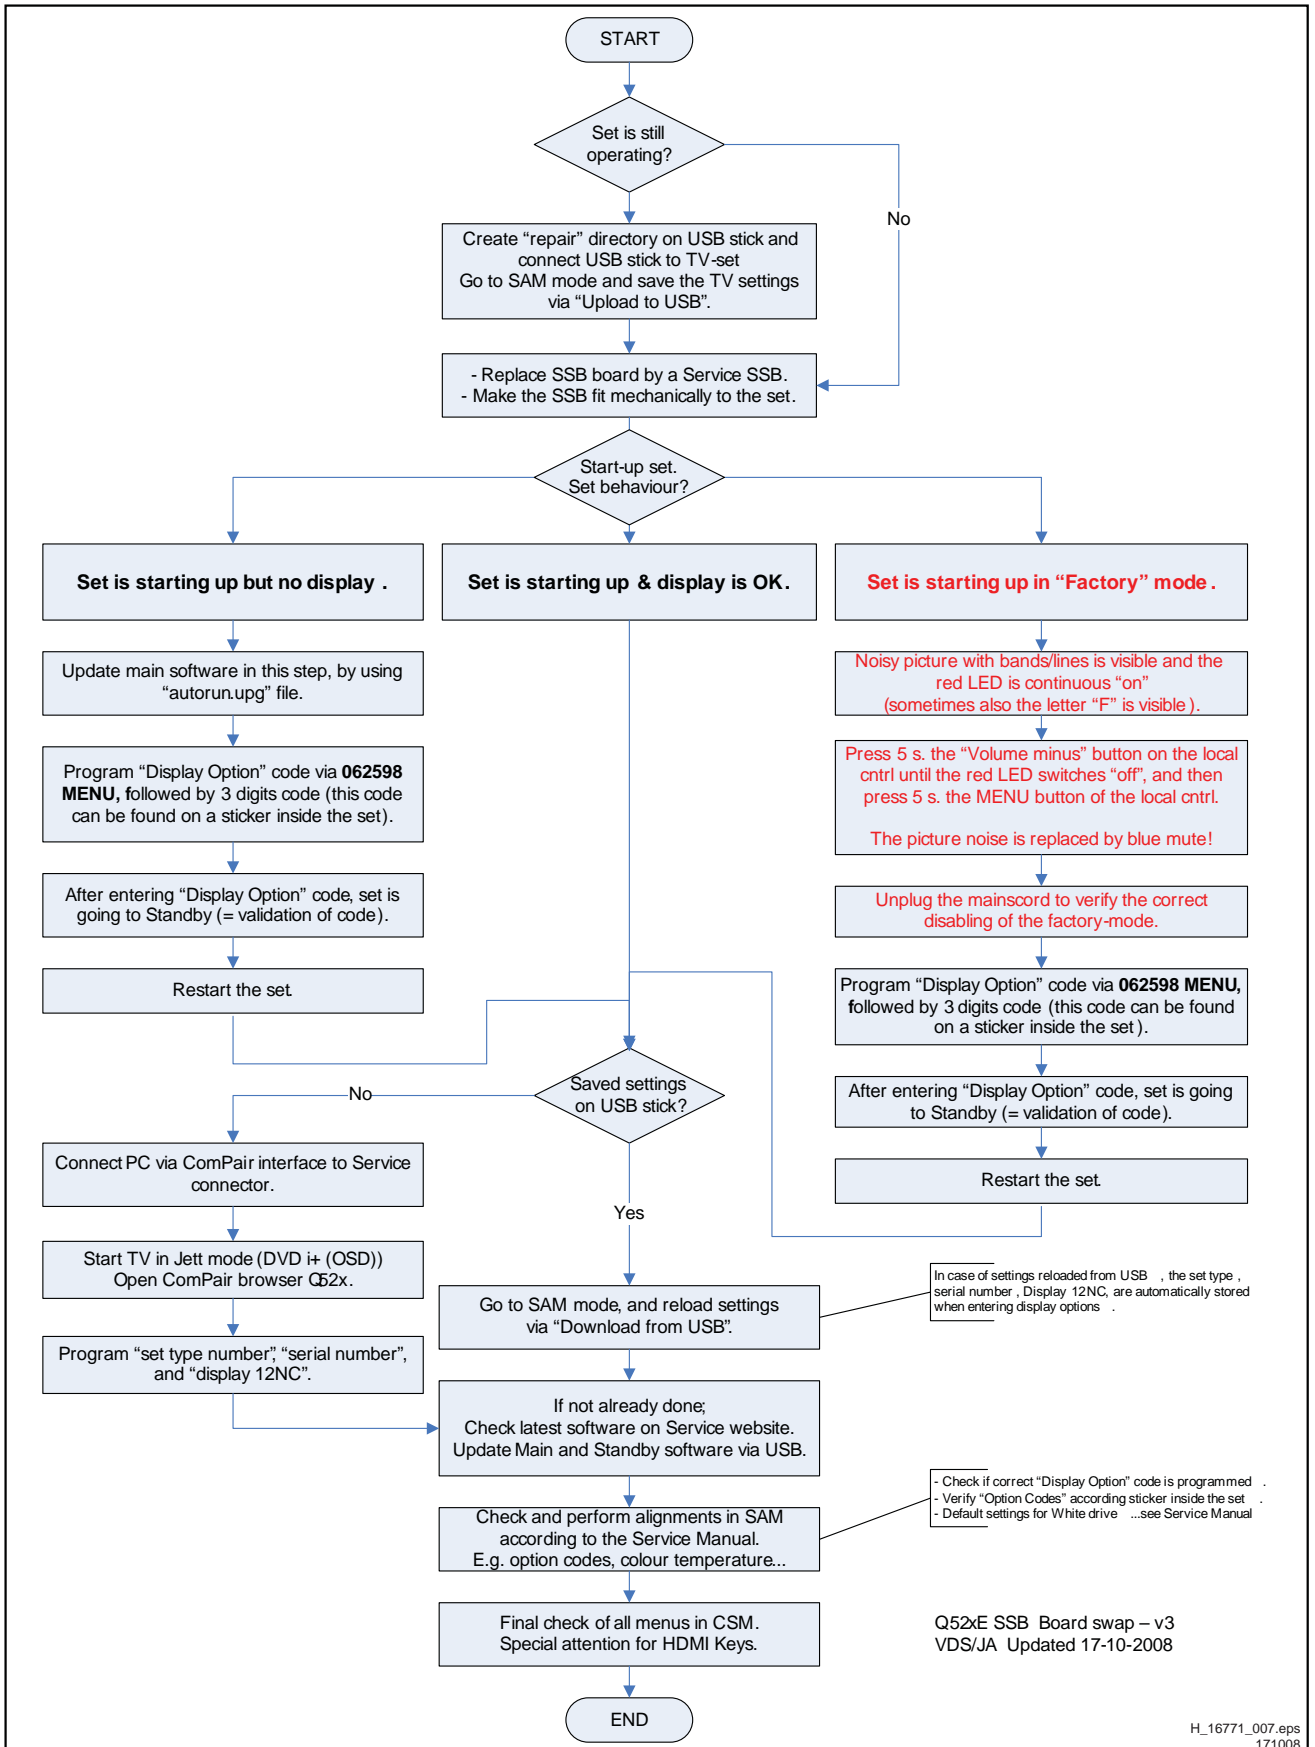 START
Set is still
operating?
No
Create “repair” directory on USB stick and
connect USB stick to TV-set
Go to SAM mode and save the TV settings
via “Upload to USB”.
- Replace SSB board by a Service SSB.
- Make the SSB fit mechanically to the set.
Start-up set.
Set behaviour?
Set is starting up but no display .
Set is starting up & display is OK.
Set is starting up in “Factory” mode .
Update main software in this step, by using
“autorun.upg” file.
Program “Display Option” code via 062598
MENU, followed by 3 digits code (this code
can be found on a sticker inside the set).
After entering “Display Option” code, set is
going to Standby (= validation of code).
Restart the set.
Noisy picture with bands/lines is visible and the
red LED is continuous “on”
(sometimes also the letter “F” is visible ).
Press 5 s. the “Volume minus” button on the local
cntrl until the red LED switches “off”, and then
press 5 s. the MENU button of the local cntrl.
The picture noise is replaced by blue mute!
Unplug the mainscord to verify the correct
disabling of the factory-mode.
Program “Display Option” code via 062598 MENU,
followed by 3 digits code (this code can be found
on a sticker inside the set ).
After entering “Display Option” code, set is going
to Standby (= validation of code).
Restart the set.
Saved settings
on USB stick?
No
Yes
Connect PC via ComPair interface to Service
connector.
Start TV in Jett mode (DVD i+ (OSD))
Open ComPair browser Q52x.
Program “set type number”, “serial number”,
and “display 12NC”.
Go to SAM mode, and reload settings
via “Download from USB”.
In case of settings reloaded from USB , the set type ,
serial number , Display 12NC, are automatically stored
when entering display options .
If not already done;
Check latest software on Service website.
Update Main and Standby software via USB.
Check and perform alignments in SAM
according to the Service Manual.
E.g. option codes, colour temperature...
- Check if correct “Display Option” code is programmed .
- Verify “Option Codes” according sticker inside the set .
- Default settings for White drive ...see Service Manual
Final check of all menus in CSM.
Special attention for HDMI Keys.
END
Q52xE SSB Board swap – v3
VDS/JA Updated 17-10-2008
H_16771_007.eps
171008